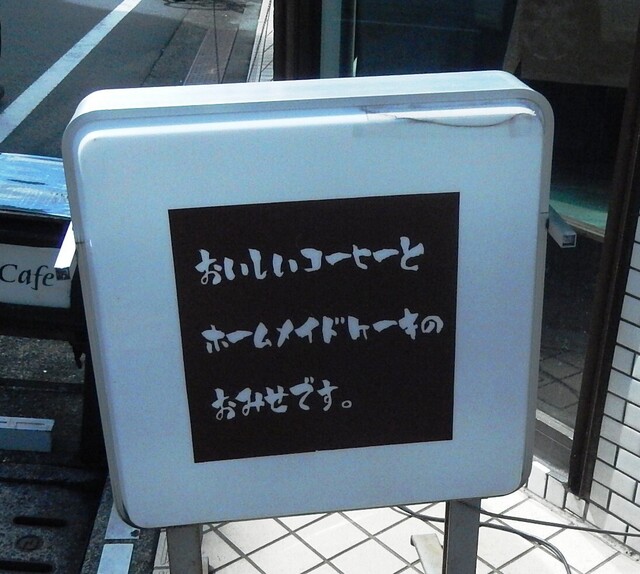 おいしいコーヒーと
ホームメイドケーキの
おみせです。
Cafe